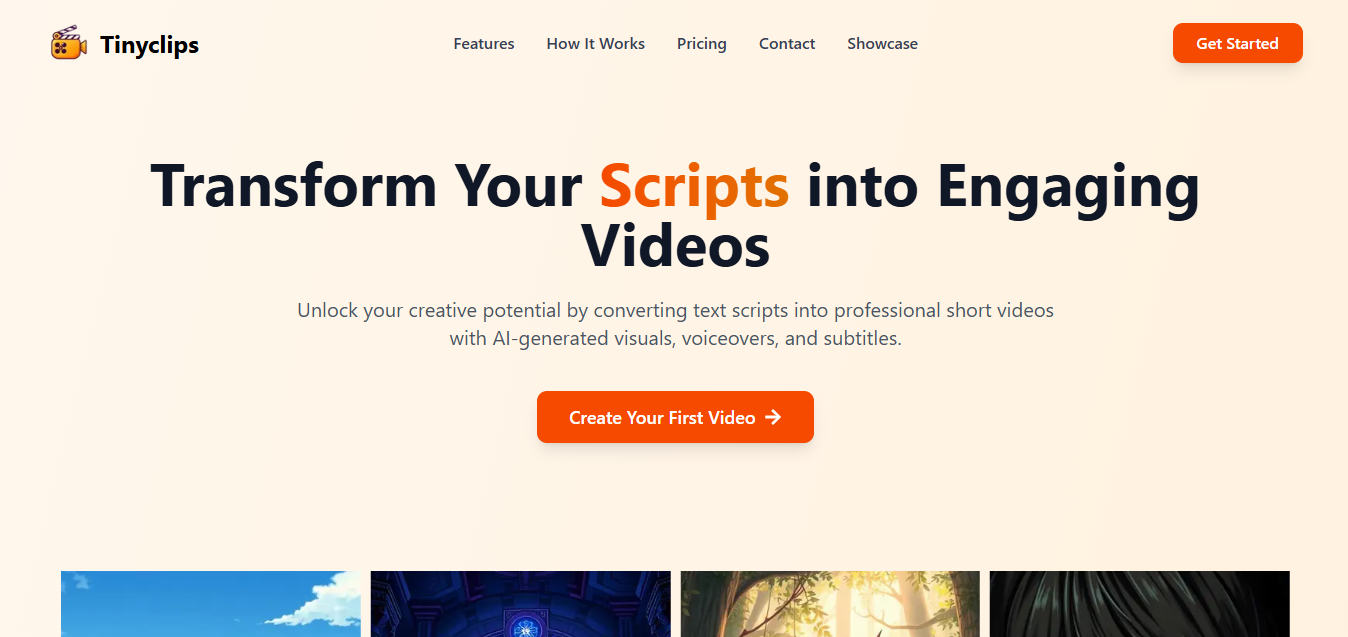 Tinyclips
Features
How It Works
Pricing
Contact
Showcase
Get Started
Transform Your Scripts into Engaging
Videos
Unlock your creative potential by converting text scripts into professional short videos
with AI-generated visuals, voiceovers, and subtitles.
Create Your First Video →